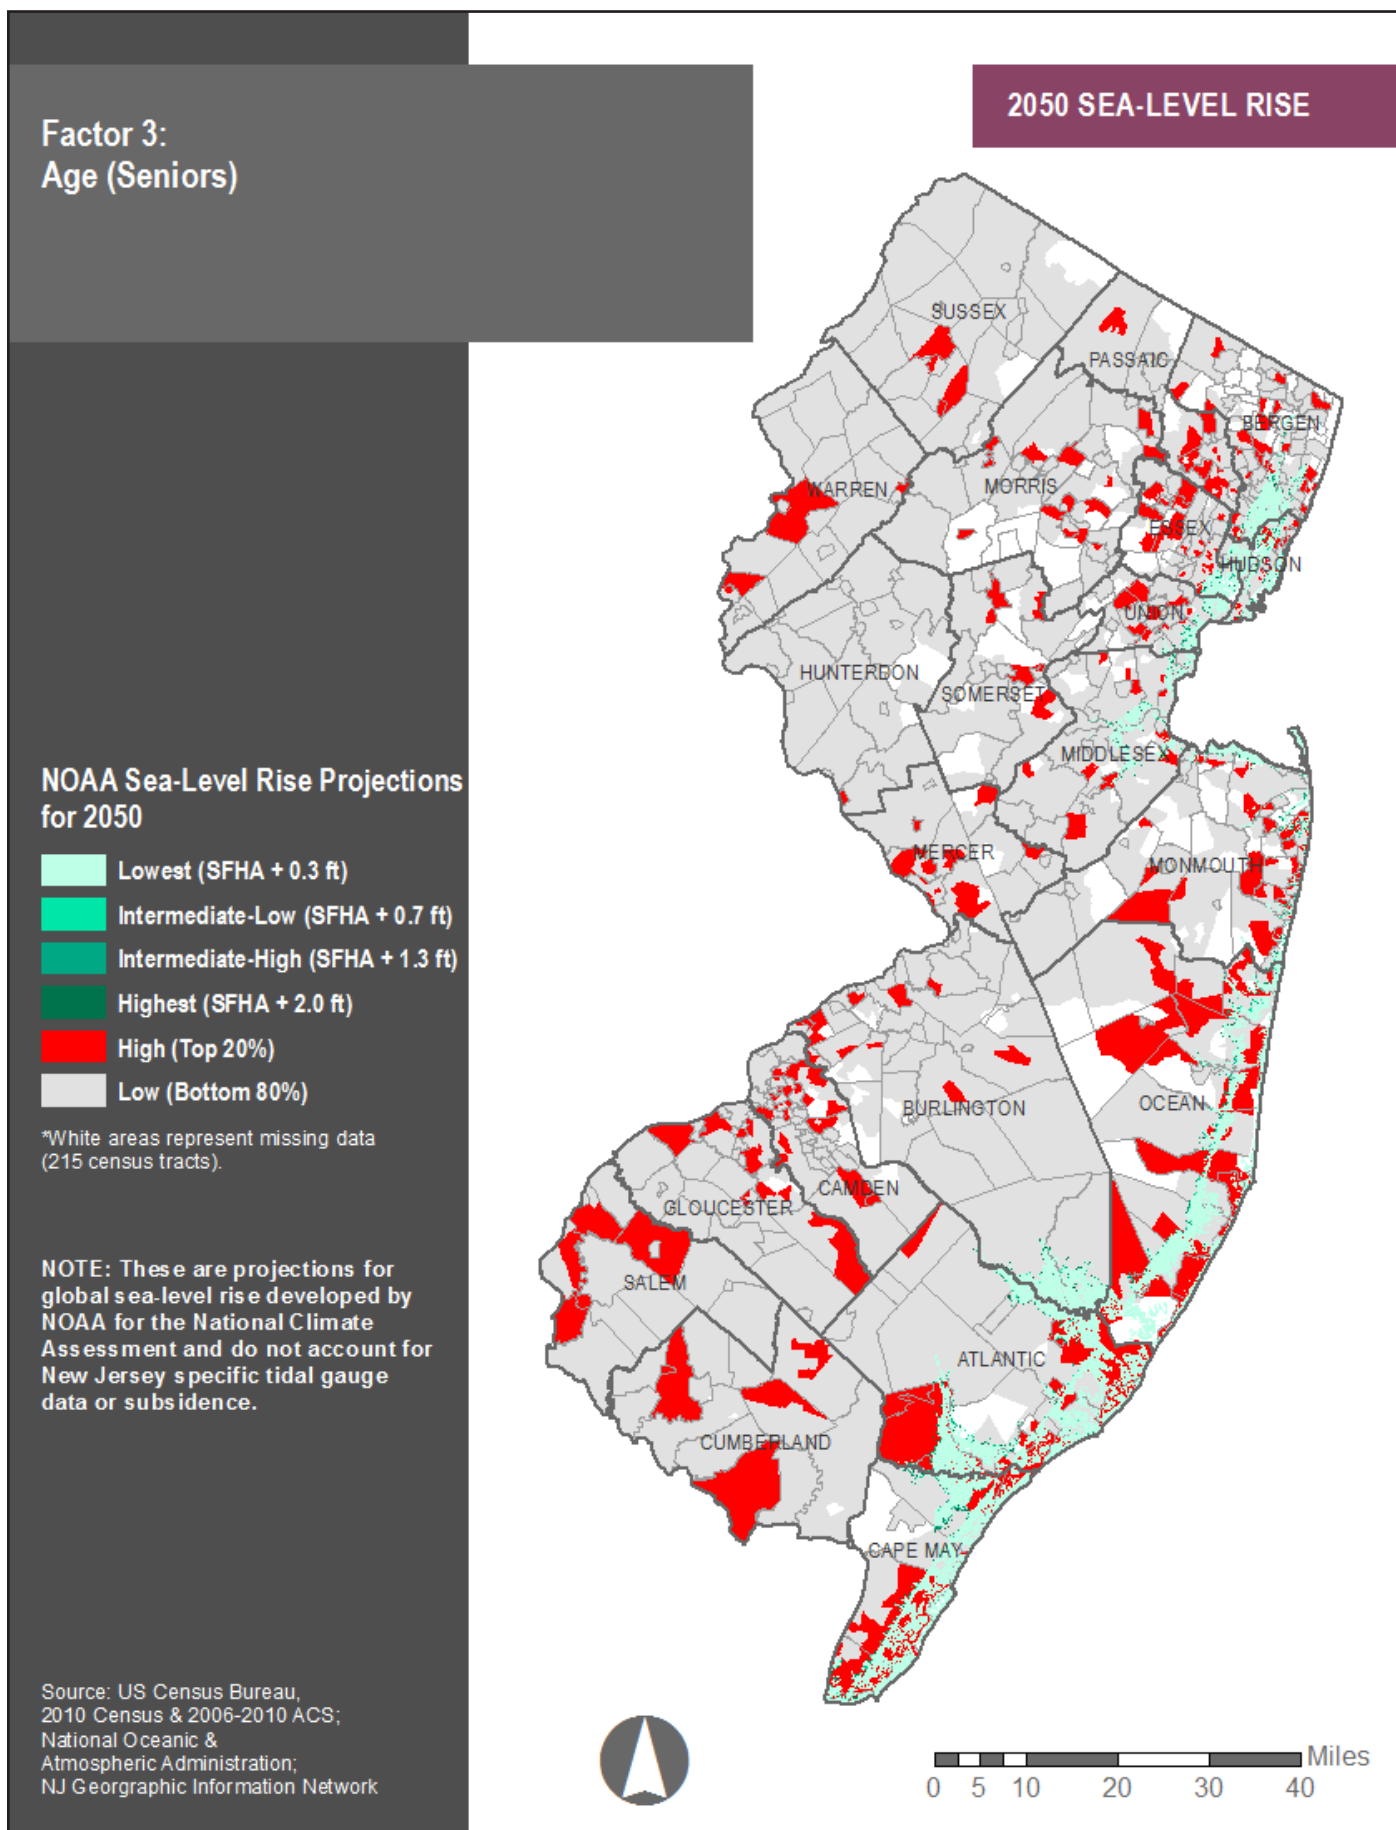 Factor 3:
Age (Seniors)
2050 SEA-LEVEL RISE
SUSSEX
PASSAIC
BERGEN
WARREN
MORRIS
ESSEX
HUDSON
UNION
HUNTERDON
SOMERSET
MIDDLESEX
MERCER
MONMOUTH
OCEAN
BURLINGTON
CAMDEN
GLOUCESTER
SALEM
ATLANTIC
CUMBERLAND
CAPE MAY
NOAA Sea-Level Rise Projections
for 2050
Lowest (SFHA + 0.3 ft)
Intermediate-Low (SFHA + 0.7 ft)
Intermediate-High (SFHA + 1.3 ft)
Highest (SFHA + 2.0 ft)
High (Top 20%)
Low (Bottom 80%)
*White areas represent missing data
(215 census tracts).
NOTE: These are projections for
global sea-level rise developed by
NOAA for the National Climate
Assessment and do not account for
New Jersey specific tidal gauge
data or subsidence.
Source: US Census Bureau,
2010 Census & 2006-2010 ACS;
National Oceanic &
Atmospheric Administration;
NJ Georgraphic Information Network
Miles
0 5 10 20 30 40